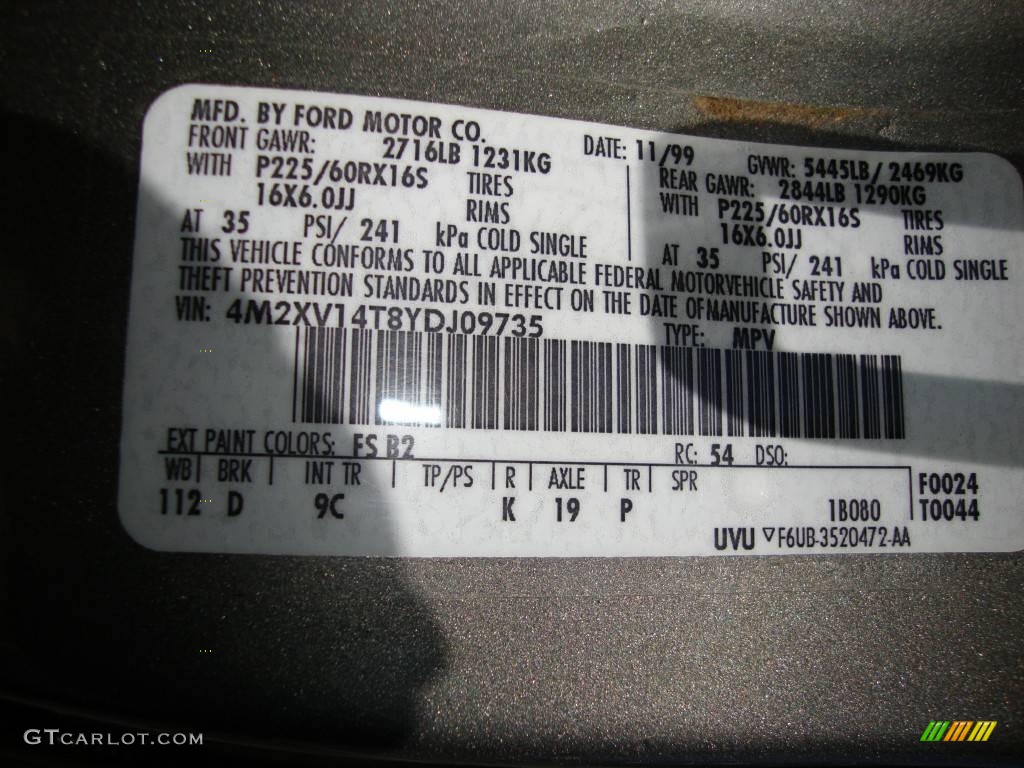 MFD. BY FORD MOTOR CO.
DATE: 11/99
GVWR: 5445LB/ 2469KG
FRONT GAWR: 2716LB 1231KG
WITH P225/60RX16S TIRES
16X6.0JJ RIMS
AT 35 PSI/ 241 kPa COLD SINGLE
REAR GAWR: 2844LB 1290KG
WITH P225/60RX16S TIRES
16X6.0JJ RIMS
AT 35 PSI/ 241 kPa COLD SINGLE
THIS VEHICLE CONFORMS TO ALL APPLICABLE FEDERAL MOTORVEHICLE SAFETY AND
THEFT PREVENTION STANDARDS IN EFFECT ON THE DATE OF MANUFACTURE SHOWN ABOVE.
VIN: 4M2XV14T8YDJ09735
TYPE: MPV
EXT PAINT COLORS: FS B2
RC: 54 DSO:
WB BRK INT TR TP/PS R AXLE TR SPR
112 D 9C K 19 P 1B080
F0024
T0044
UVU F6UB-3520472-AA
GTCARLOT.COM